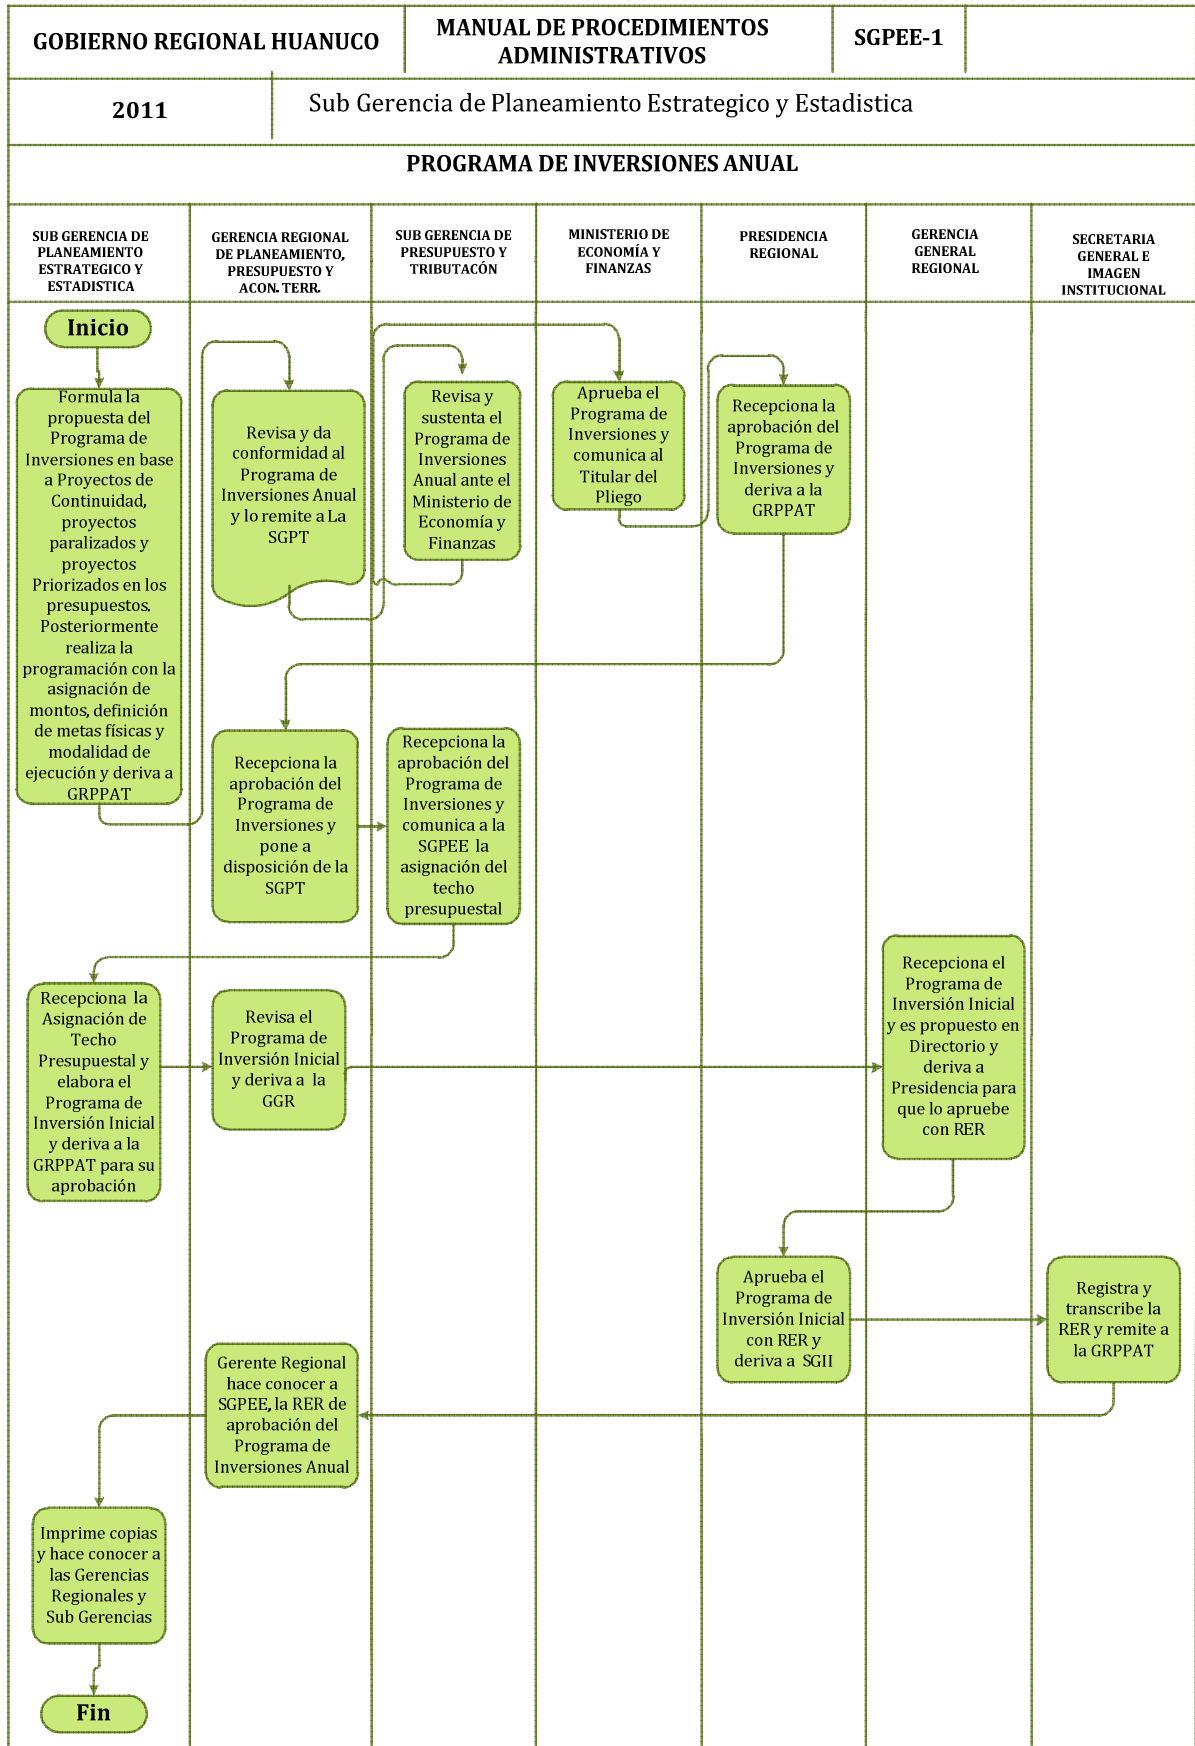 GOBIERNO REGIONAL HUANUCO
MANUAL DE PROCEDIMIENTOS
ADMINISTRATIVOS
SGPEE-1
2011
Sub Gerencia de Planeamiento Estrategico y Estadistica
PROGRAMA DE INVERSIONES ANUAL
SUB GERENCIA DE
PLANEAMIENTO
ESTRATEGICO Y
ESTADISTICA
GERENCIA REGIONAL
DE PLANEAMIENTO,
PRESUPUESTO Y
ACON. TERR.
SUB GERENCIA DE
PRESUPUESTO Y
TRIBUTACÓN
MINISTERIO DE
ECONOMÍA Y
FINANZAS
PRESIDENCIA
REGIONAL
GERENCIA
GENERAL
REGIONAL
SECRETARIA
GENERAL E
IMAGEN
INSTITUCIONAL
Inicio
Formula la
propuesta del
Programa de
Inversiones en base
a Proyectos de
Continuidad,
proyectos
paralizados y
proyectos
Priorizados en los
presupuestos.
Posteriormente
realiza la
programación con la
asignación de
montos, definición
de metas físicas y
modalidad de
ejecución y deriva a
GRPPAT
Revisa y da
conformidad al
Programa de
Inversiones Anual
y lo remite a La
SGPT
Revisa y
sustenta el
Programa de
Inversiones
Anual ante el
Ministerio de
Economía y
Finanzas
Aprueba el
Programa de
Inversiones y
comunica al
Titular del
Pliego
Recepciona la
aprobación del
Programa de
Inversiones y
deriva a la
GRPPAT
Recepciona la
aprobación del
Programa de
Inversiones y
pone a
disposición de la
SGPT
Recepciona la
aprobación del
Programa de
Inversiones y
comunica a la
SGPEE la
asignación del
techo
presupuestal
Recepciona la
Asignación de
Techo
Presupuestal y
elabora el
Programa de
Inversión Inicial
y deriva a la
GRPPAT para su
aprobación
Revisa el
Programa de
Inversión Inicial
y deriva a la
GGR
Recepciona el
Programa de
Inversión Inicial
y es propuesto en
Directorio y
deriva a
Presidencia para
que lo apruebe
con RER
Aprueba el
Programa de
Inversión Inicial
con RER y
deriva a SGII
Registra y
transcribe la
RER y remite a
la GRPPAT
Gerente Regional
hace conocer a
SGPEE, la RER de
aprobación del
Programa de
Inversiones Anual
Imprime copias
y hace conocer a
las Gerencias
Regionales y
Sub Gerencias
Fin